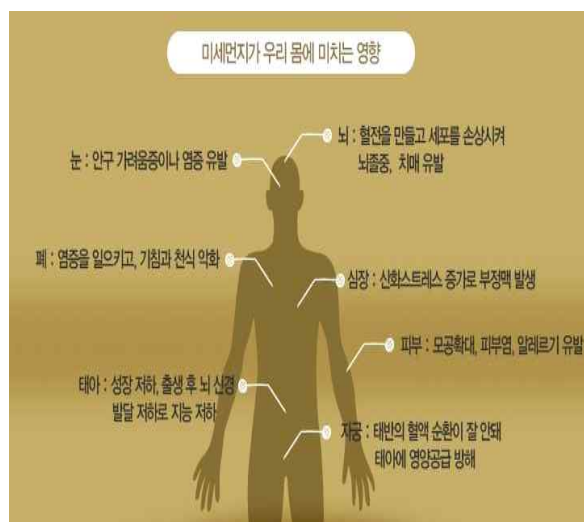 미세먼지가 우리 몸에 미치는 영향
뇌 : 혈전을 만들고 세포를 손상시켜
뇌졸중, 치매 유발
눈 : 안구 가려움증이나 염증 유발
폐 : 염증을 일으키고, 기침과 천식 악화
심장 : 산화스트레스 증가로 부정맥 발생
피부 : 모공확대, 피부염, 알레르기 유발
태아 : 성장 저하, 출생 후 뇌 신경
발달 저하로 지능 저하
자궁 : 태반의 혈액 순환이 잘 안돼
태아에 영양공급 방해